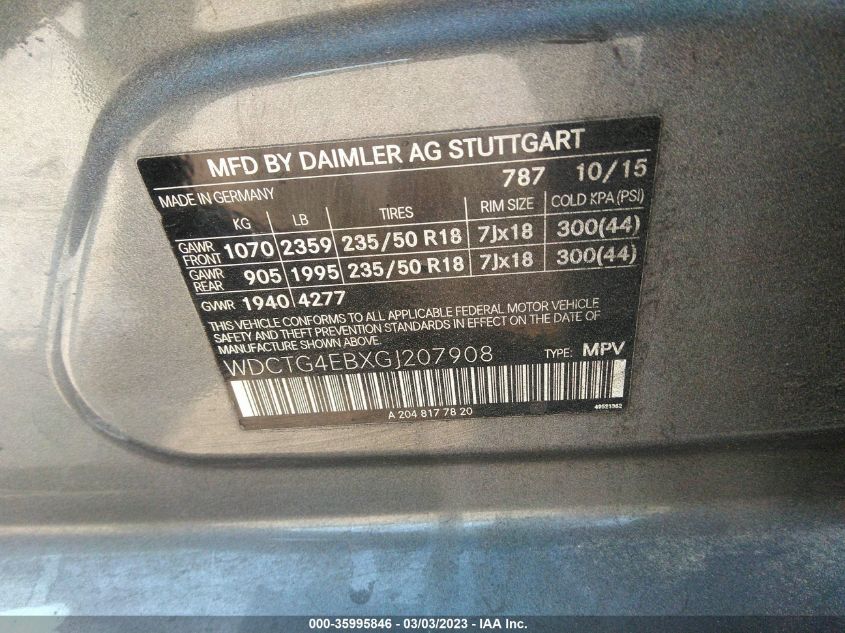 MFD BY DAIMLER AG STUTTGART
MADE IN GERMANY 787 10/15
KG LB TIRES RIM SIZE COLD KPA (PSI)
GAWR FRONT 1070 2359 235/50 R18 7Jx18 300(44)
GAWR REAR 905 1995 235/50 R18 7Jx18 300(44)
GVWR 1940 4277
THIS VEHICLE CONFORMS TO ALL APPLICABLE FEDERAL MOTOR VEHICLE
SAFETY AND THEFT PREVENTION STANDARDS IN EFFECT ON THE DATE OF
MANUFACTURE SHOWN ABOVE.
WDCTG4EBXGJ207908 TYPE: MPV
A 204 817 78 20
000-35995846 - 03/03/2023 - IAA Inc.